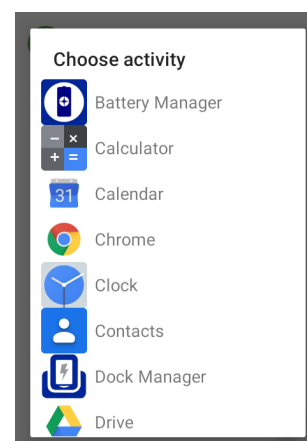 Choose activity
Battery Manager
Calculator
31
Calendar
Chrome
Clock
Contacts
Dock Manager
Drive